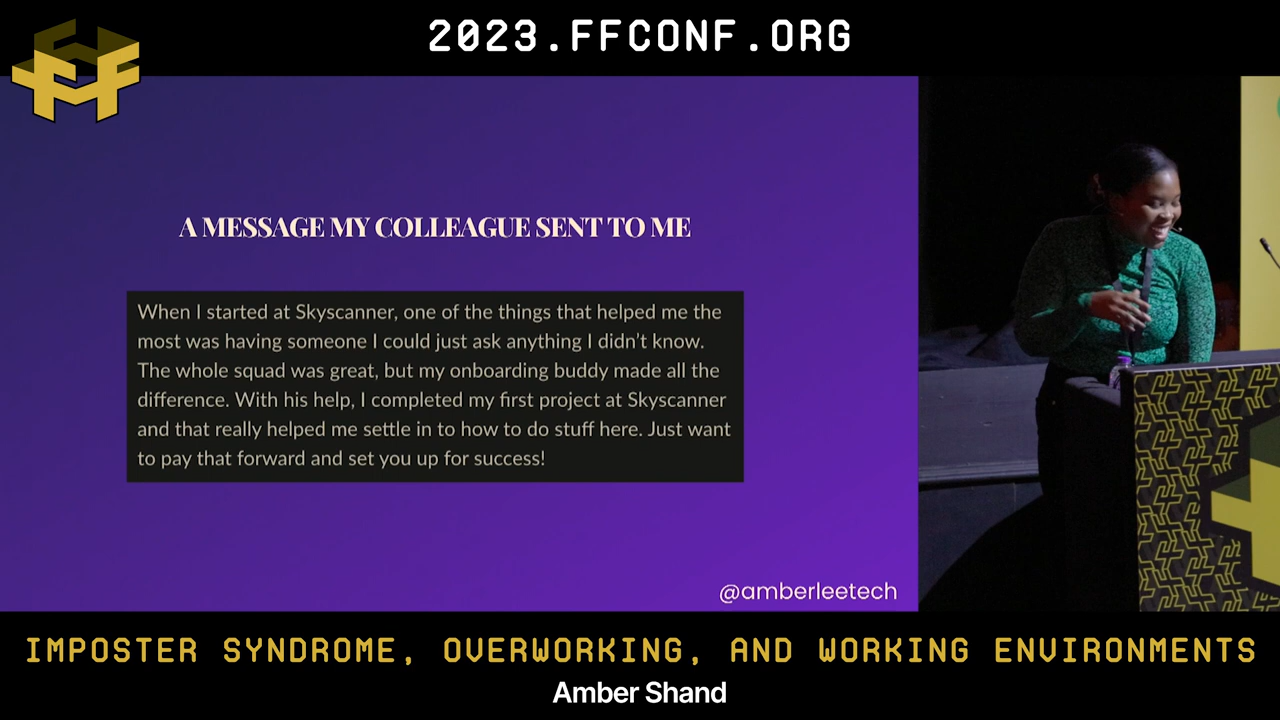 2023.FFCONF.ORG
A MESSAGE MY COLLEAGUE SENT TO ME
When I started at Skyscanner, one of the things that helped me the
most was having someone I could just ask anything I didn't know.
The whole squad was great, but my onboarding buddy made all the
difference. With his help, I completed my first project at Skyscanner
and that really helped me settle in to how to do stuff here. Just want
to pay that forward and set you up for success!
@amberleetech
IMPOSTER SYNDROME, OVERWORKING, AND WORKING ENVIRONMENTS
Amber Shand